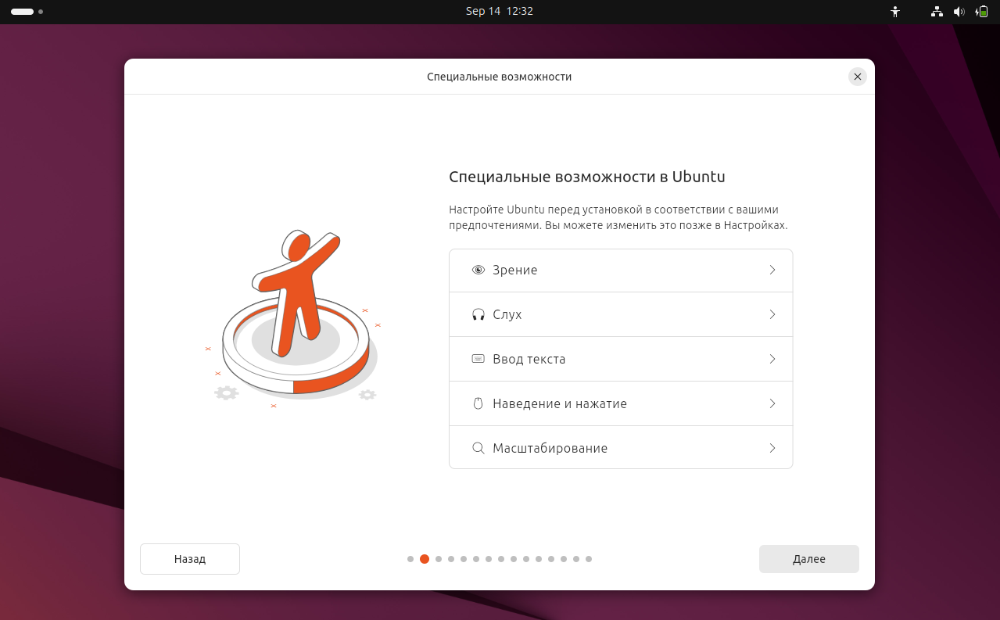 Sep 14 12:32
Специальные возможности
Специальные возможности в Ubuntu
Настройте Ubuntu перед установкой в соответствии с вашими
предпочтениями. Вы можете изменить это позже в Настройках.
Зрение
Слух
Ввод текста
Наведение и нажатие
Масштабирование
Назад
Далее